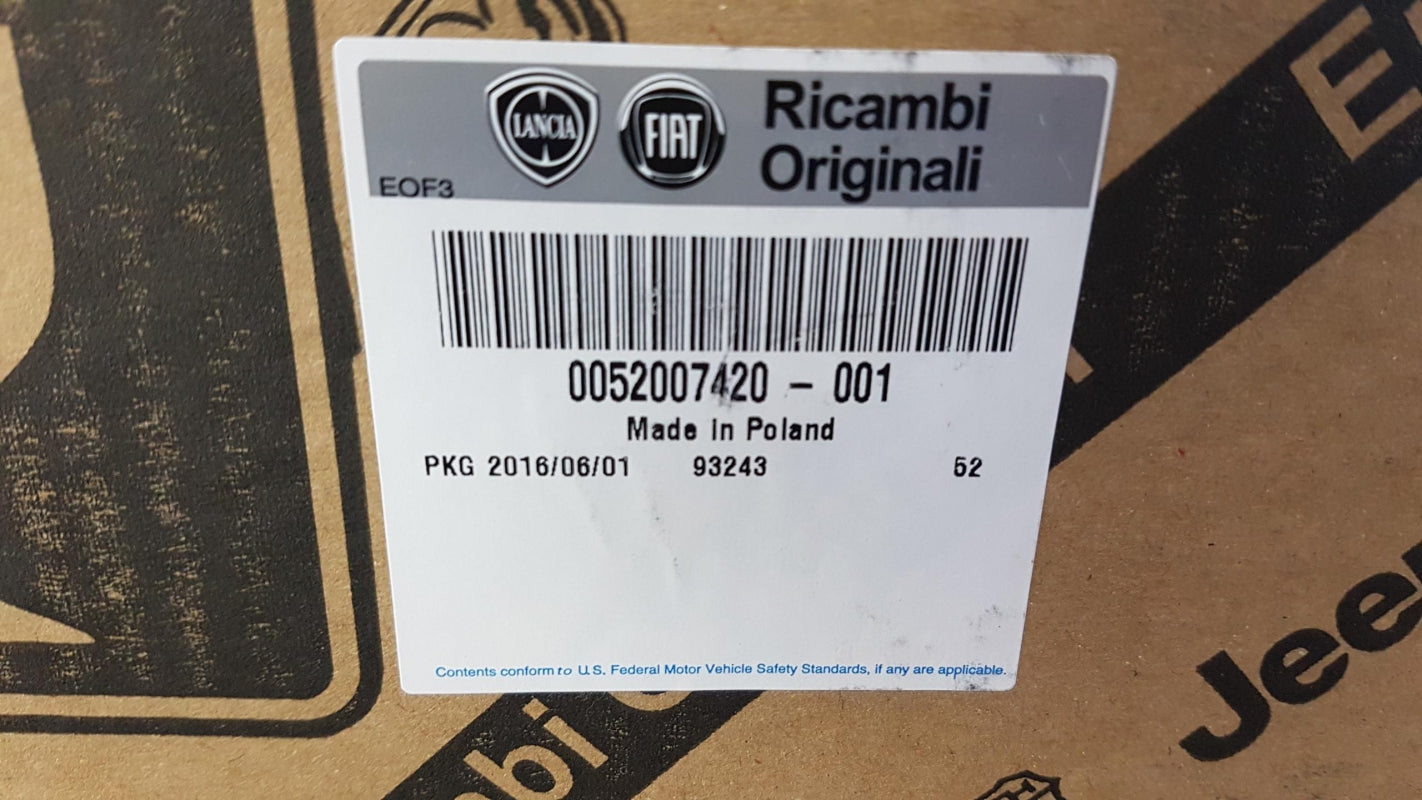 LANCIA
FIAT
Ricambi
Originali
EOF3
0052007420 - 001
Made in Poland
PKG 2016/06/01 93243 52
Contents conform to U.S. Federal Motor Vehicle Safety Standards, if any are applicable.
Jeep